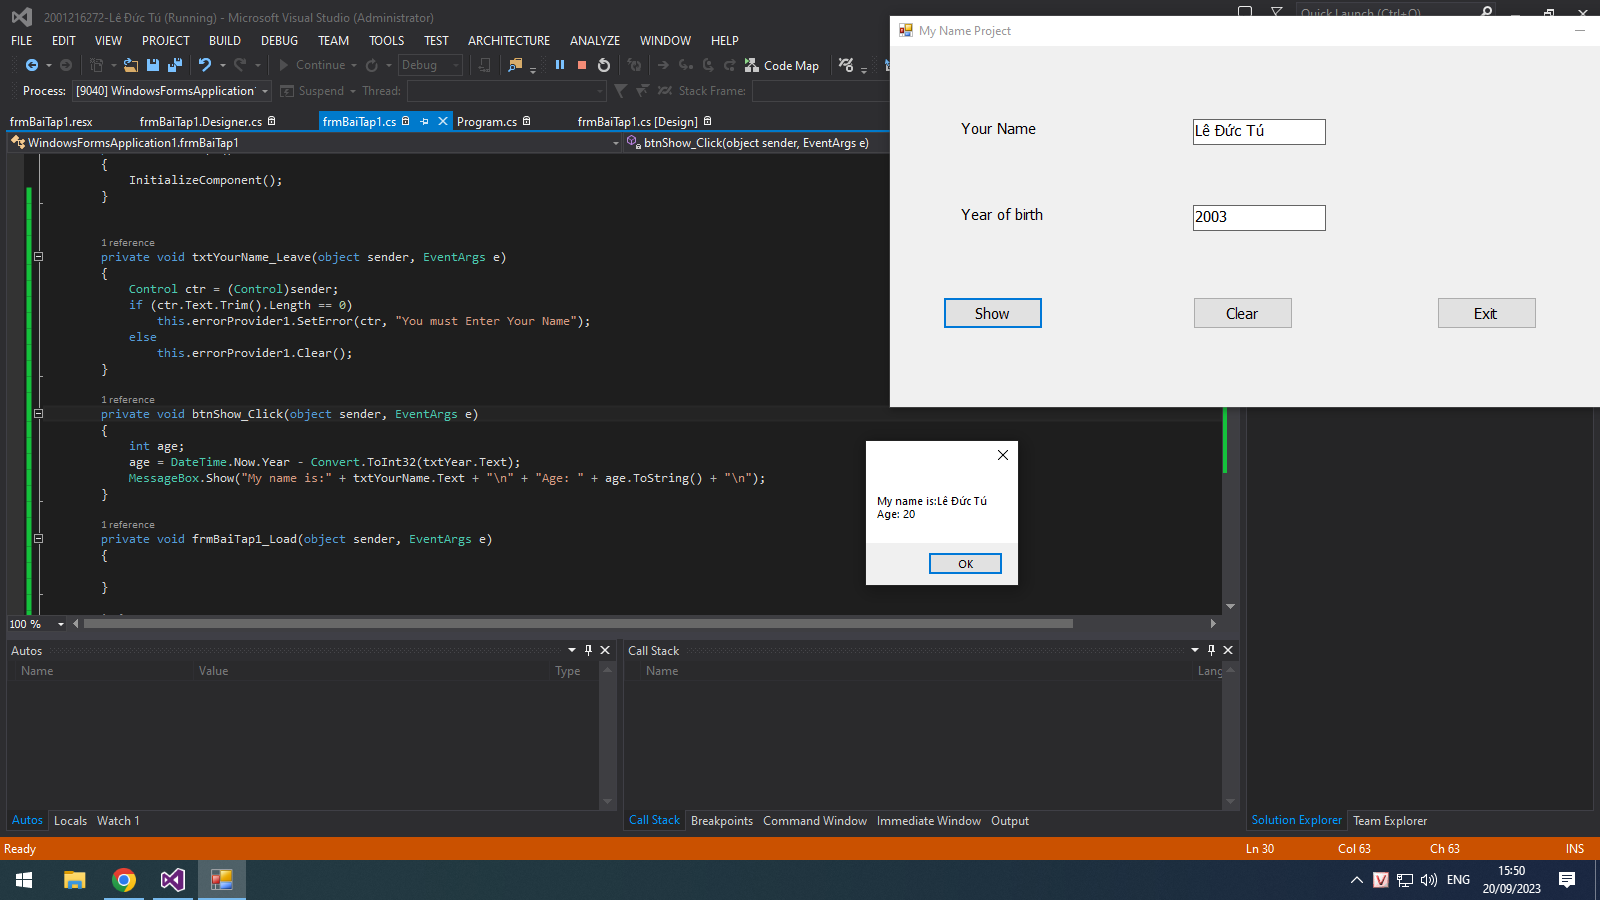 2001216272-Lê Đức Tú (Running) - Microsoft Visual Studio (Administrator)
Quick Launch (Ctrl+Q)
FILE EDIT VIEW PROJECT BUILD DEBUG TEAM TOOLS TEST ARCHITECTURE ANALYZE WINDOW HELP
Continue Debug Code Map
Process: [9040] WindowsFormsApplication1 Suspend Thread: Stack Frame:
frmBaiTap1.resx frmBaiTap1.Designer.cs frmBaiTap1.cs Program.cs frmBaiTap1.cs [Design]
WindowsFormsApplication1.frmBaiTap1 btnShow_Click(object sender, EventArgs e)
{
InitializeComponent();
}
1 reference
private void txtYourName_Leave(object sender, EventArgs e)
{
Control ctr = (Control)sender;
if (ctr.Text.Trim().Length == 0)
this.errorProvider1.SetError(ctr, "You must Enter Your Name");
else
this.errorProvider1.Clear();
}
1 reference
private void btnShow_Click(object sender, EventArgs e)
{
int age;
age = DateTime.Now.Year - Convert.ToInt32(txtYear.Text);
MessageBox.Show("My name is:" + txtYourName.Text + "\n" + "Age: " + age.ToString() + "\n");
}
1 reference
private void frmBaiTap1_Load(object sender, EventArgs e)
{
}
100 %
My Name Project
Your Name Lê Đức Tú
Year of birth 2003
Show Clear Exit
My name is:Lê Đức Tú
Age: 20
OK
Autos
Name Value Type
Call Stack
Name Lang
Autos Locals Watch 1
Call Stack Breakpoints Command Window Immediate Window Output
Solution Explorer Team Explorer
Ready Ln 30 Col 63 Ch 63 INS
V ENG 15:50
20/09/2023